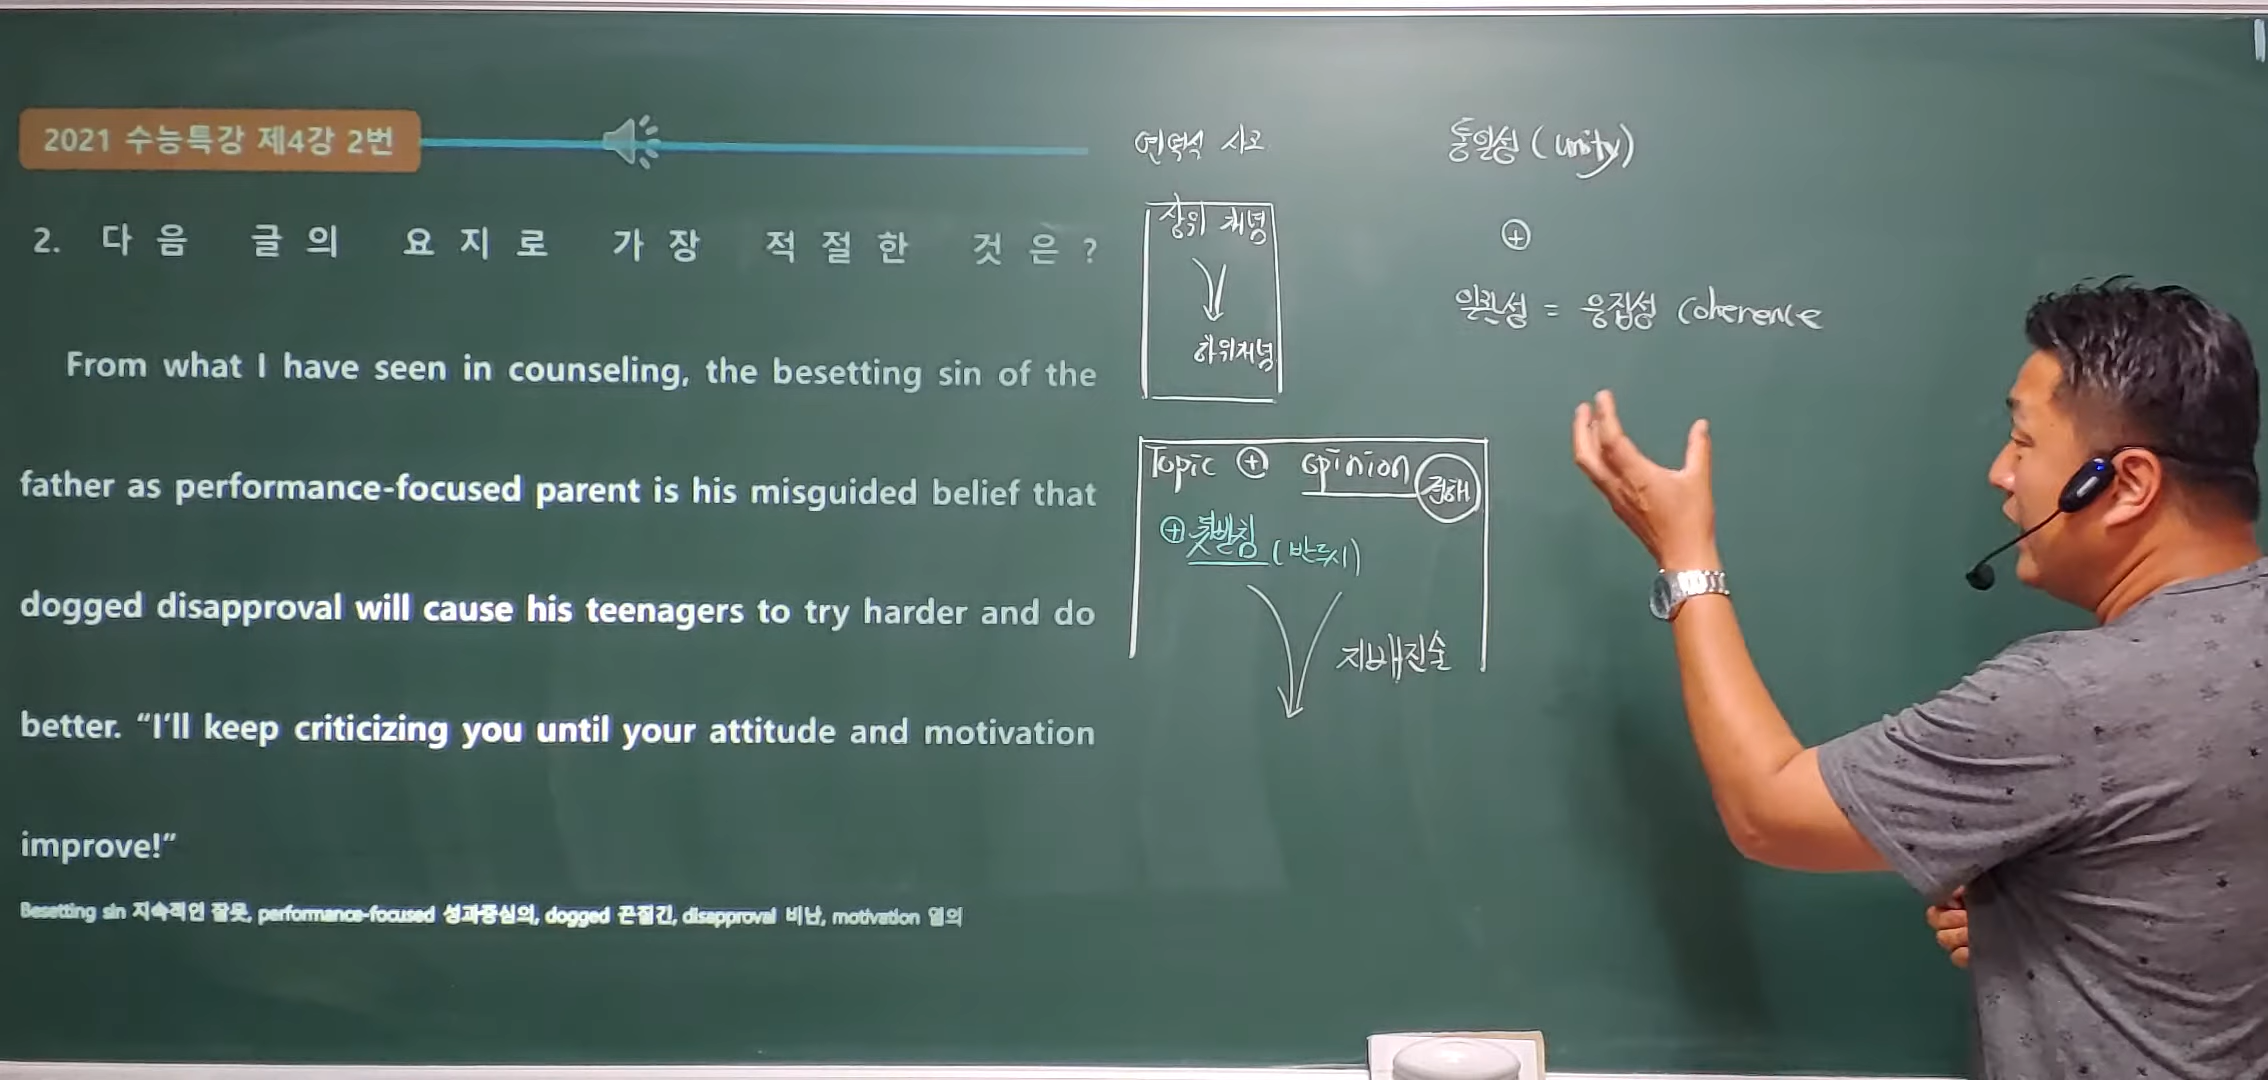 2021 수능특강 제4강 2번
2. 다음 글의 요지로 가장 적절한 것은?
From what I have seen in counseling, the besetting sin of the
father as performance-focused parent is his misguided belief that
dogged disapproval will cause his teenagers to try harder and do
better. “I’ll keep criticizing you until your attitude and motivation
improve!”
Besetting sin 지속적인 잘못, performance-focused 성과중심의, dogged 끈질긴, disapproval 비난, motivation 열의
연역식 사고
상위 개념
하위개념
Topic ⊕ opinion 견해
⊕ 뒷받침 (반드시)
지배진술
통일성 (unity)
⊕
일관성 = 응집성 coherence